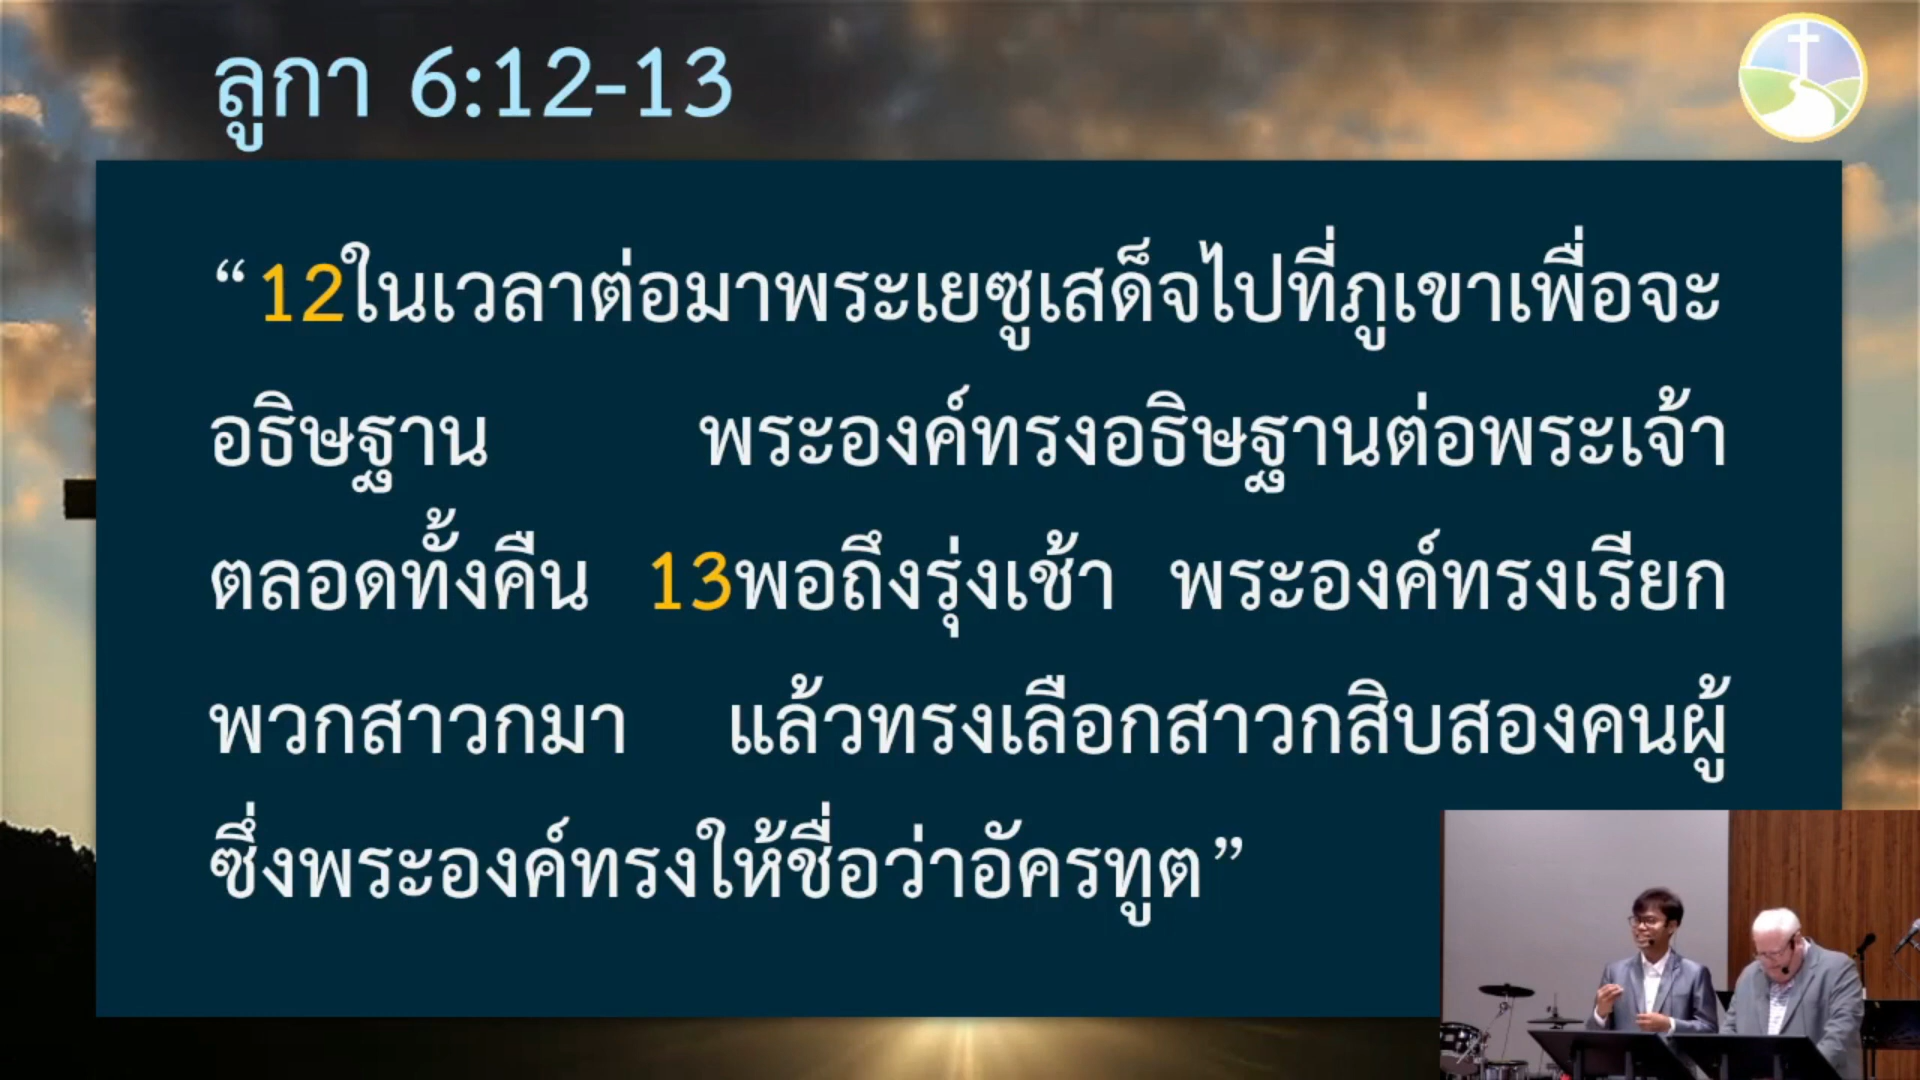 ลูกา 6:12-13
“12ในเวลาต่อมาพระเยซูเสด็จไปที่ภูเขาเพื่อจะ
อธิษฐาน พระองค์ทรงอธิษฐานต่อพระเจ้า
ตลอดทั้งคืน 13พอถึงรุ่งเช้า พระองค์ทรงเรียก
พวกสาวกมา แล้วทรงเลือกสาวกสิบสองคนผู้
ซึ่งพระองค์ทรงให้ชื่อว่าอัครทูต”